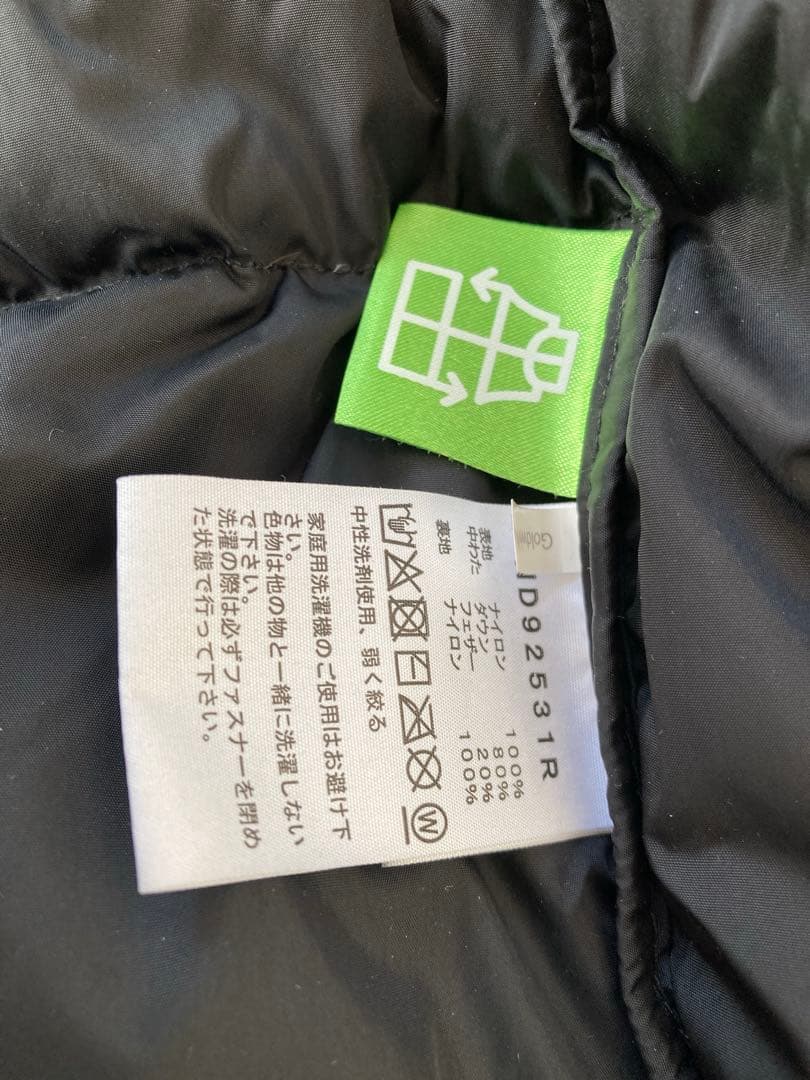 ND92531R
表地 ナイロン 100%
中わた ダウン 80%
フェザー 20%
裏地 ナイロン 100%
W
中性洗剤使用、弱く絞る
家庭用洗濯機のご使用はお避け下
さい。
色物は他の物と一緒に洗濯しない
で下さい。
洗濯の際は必ずファスナーを閉め
た状態で行って下さい。